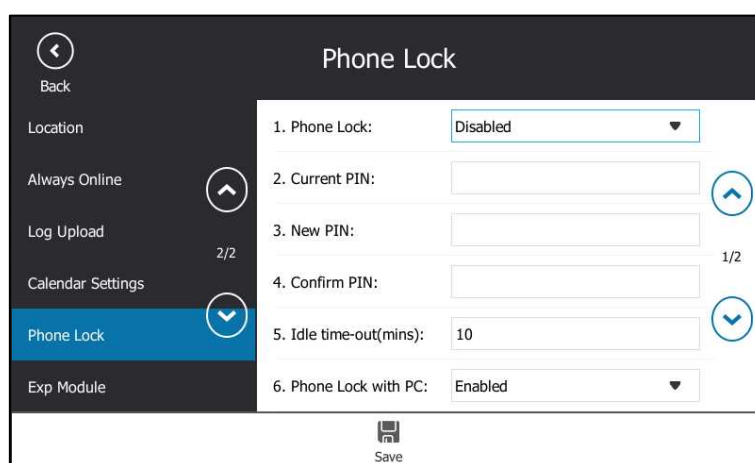 Phone Lock
Back
Location
Always Online
Log Upload
2/2
Calendar Settings
Phone Lock
Exp Module
1. Phone Lock: Disabled
2. Current PIN:
3. New PIN:
4. Confirm PIN:
5. Idle time-out(mins): 10
6. Phone Lock with PC: Enabled
1/2
Save